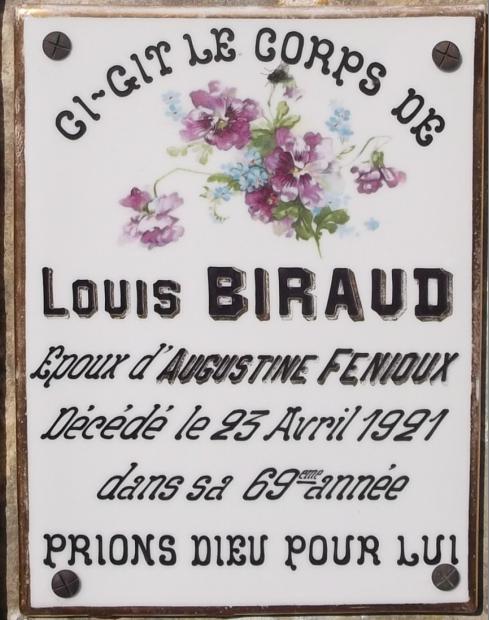 CI~GIT LE CORPS DE
Louis BIRAUD
Epoux d'AUGUSTINE FENIOUX
Décédé le 23 Avril 1921
dans sa 69eme année
PRIONS DIEU POUR LUI